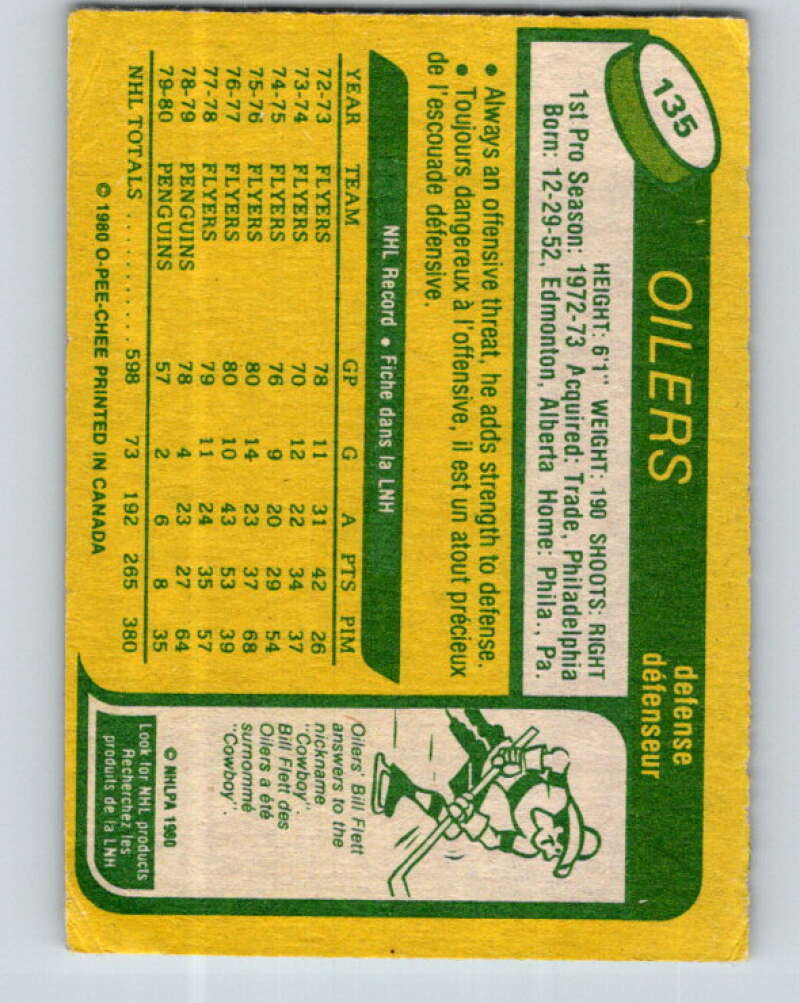 135
OILERS
defense
défenseur
HEIGHT: 6'1" WEIGHT: 190 SHOOTS: RIGHT
1st Pro Season: 1972-73 Acquired: Trade, Philadelphia
Born: 12-29-52, Edmonton, Alberta Home: Phila., Pa.
• Always an offensive threat, he adds strength to defense.
• Toujours dangereux à l'offensive, il est un atout précieux
de l'escouade défensive.
NHL Record • Fiche dans la LNH
YEAR TEAM GP G A PTS PIM
72-73 FLYERS 78 11 31 42 26
73-74 FLYERS 70 12 22 34 37
74-75 FLYERS 76 9 20 29 54
75-76 FLYERS 80 14 23 37 68
76-77 FLYERS 80 10 43 53 39
77-78 FLYERS 79 11 24 35 57
78-79 PENGUINS 78 4 23 27 64
79-80 PENGUINS 57 2 6 8 35
NHL TOTALS ............ 598 73 192 265 380
© 1980 O-PEE-CHEE PRINTED IN CANADA
Oilers' Bill Flett
answers to the
nickname
"Cowboy".
Bill Flett des
Oilers a été
surnommé
"Cowboy".
© NHLPA 1980
Look for NHL products
Recherchez les
produits de la LNH